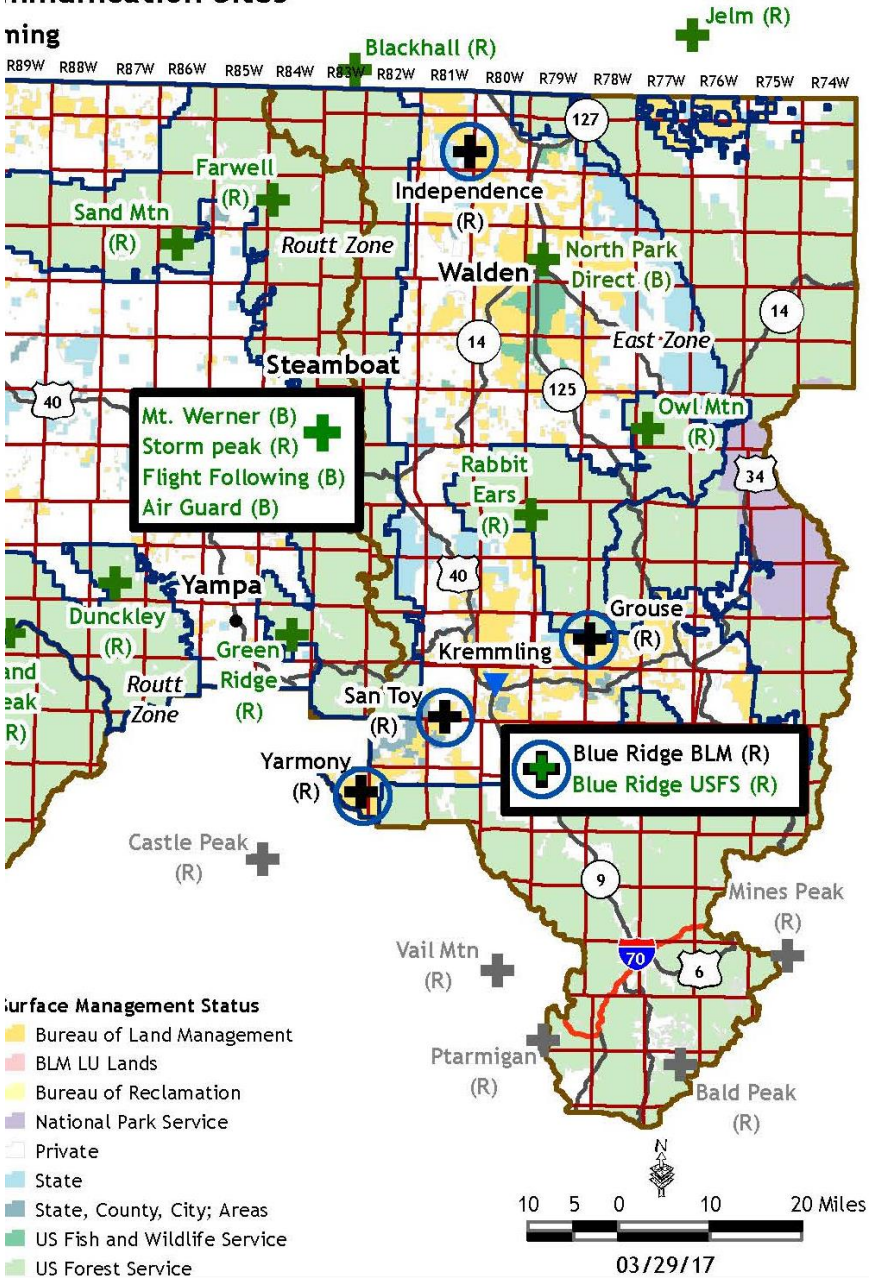 ming
Jelm (R)
Blackhall (R)
R89W R88W R87W R86W R85W R84W R83W R82W R81W R80W R79W R78W R77W R76W R75W R74W
127
Farwell
(R)
Independence
(R)
Sand Mtn
(R)
Routt Zone
North Park
Direct (B)
Walden
14
14
East Zone
Steamboat
40
125
Mt. Werner (B)
Storm peak (R)
Flight Following (B)
Air Guard (B)
Owl Mtn
(R)
Rabbit
Ears
(R)
34
40
Yampa
Dunckley
(R)
Grouse
(R)
Green
Ridge
(R)
Kremmling
and
eak
R)
Routt
Zone
San Toy
(R)
Yarmony
(R)
Blue Ridge BLM (R)
Blue Ridge USFS (R)
Castle Peak
(R)
9
Mines Peak
(R)
Vail Mtn
(R)
70
6
Ptarmigan
(R)
Bald Peak
(R)
Surface Management Status
Bureau of Land Management
BLM LU Lands
Bureau of Reclamation
National Park Service
Private
State
State, County, City; Areas
US Fish and Wildlife Service
US Forest Service
N
10 5 0 10 20 Miles
03/29/17